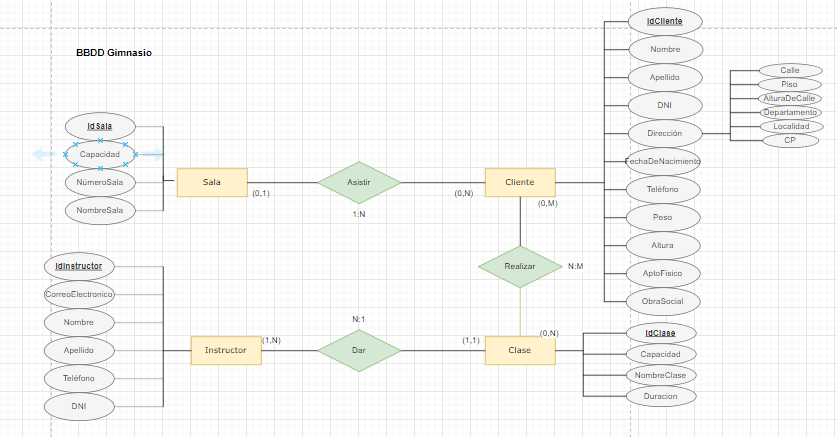 BBDD Gimnasio
IdSala
Capacidad
NúmeroSala
NombreSala
Sala
(0,1)
Asistir
1:N
(0,N)
Cliente
(0,M)
IdCliente
Nombre
Apellido
DNI
Dirección
FechaDeNacimiento
Teléfono
Peso
Altura
AptoFisico
ObraSocial
Calle
Piso
AlturaDeCalle
Departamento
Localidad
CP
Realizar
N:M
IdInstructor
CorreoElectronico
Nombre
Apellido
Teléfono
DNI
Instructor
(1,N)
N:1
Dar
(1,1)
(0,N)
Clase
IdClase
Capacidad
NombreClase
Duracion